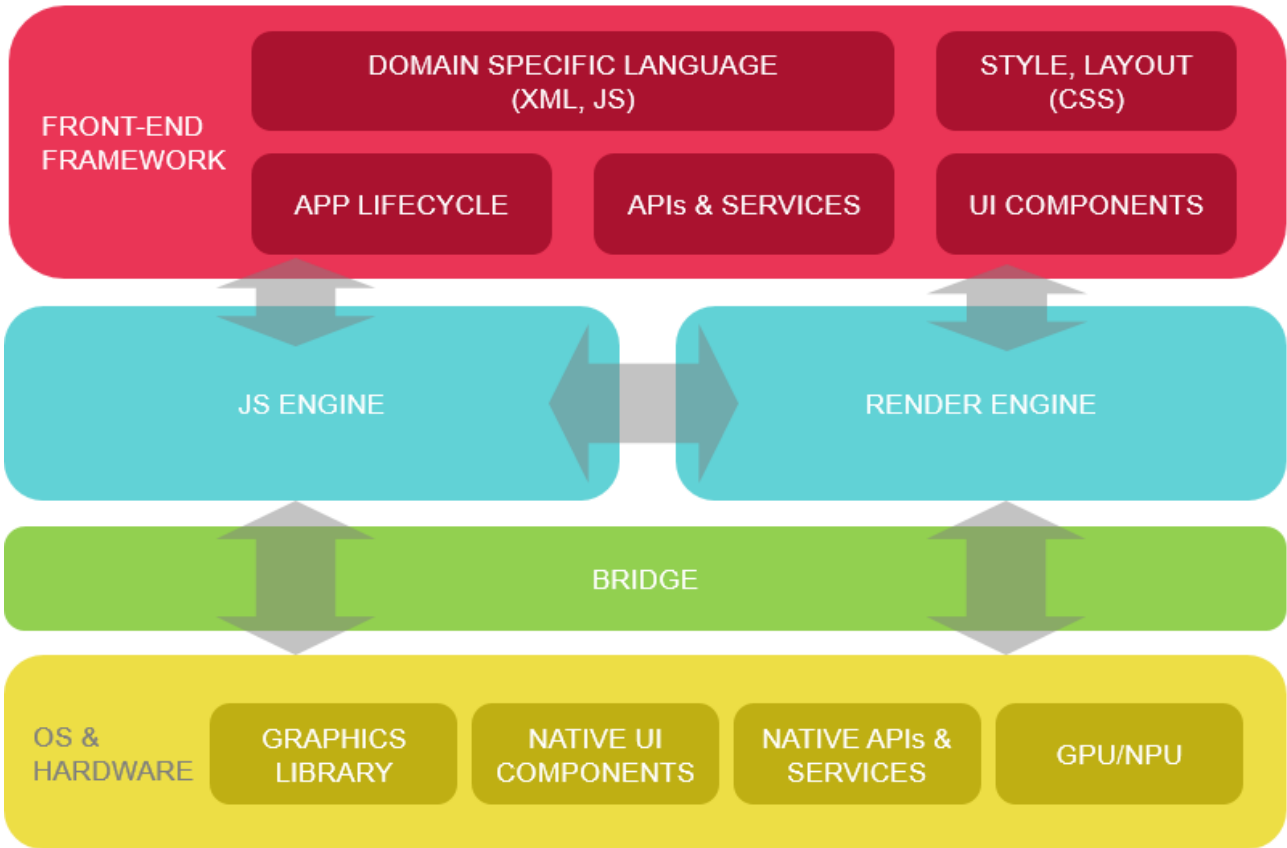 DOMAIN SPECIFIC LANGUAGE
(XML, JS)
STYLE, LAYOUT
(CSS)
FRONT-END
FRAMEWORK
APP LIFECYCLE
APIs & SERVICES
UI COMPONENTS
JS ENGINE
RENDER ENGINE
BRIDGE
OS &
HARDWARE
GRAPHICS
LIBRARY
NATIVE UI
COMPONENTS
NATIVE APIs &
SERVICES
GPU/NPU